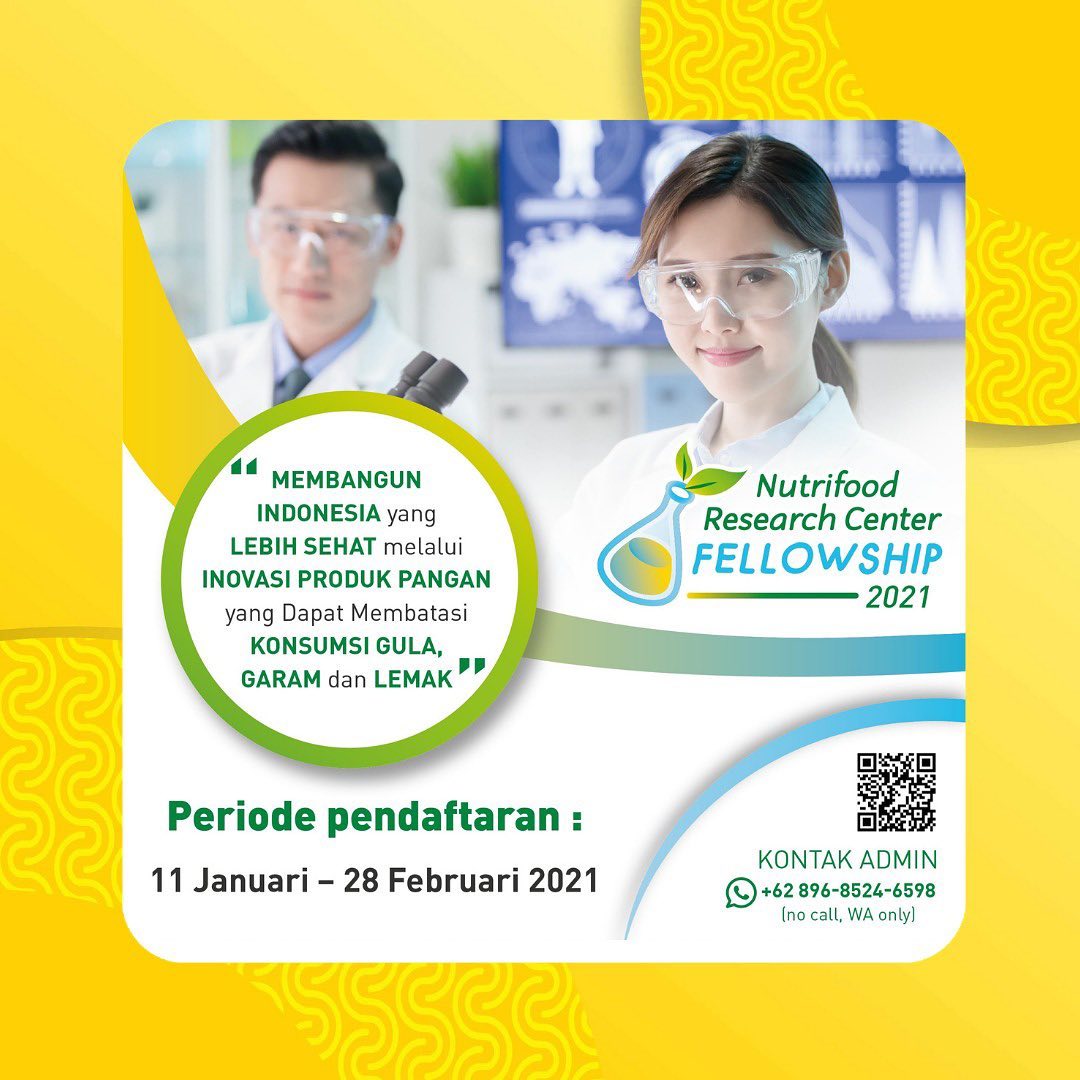 "MEMBANGUN
INDONESIA yang
LEBIH SEHAT melalui
INOVASI PRODUK PANGAN
yang Dapat Membatasi
KONSUMSI GULA,
GARAM dan LEMAK"
Nutrifood
Research Center
FELLOWSHIP
2021
Periode pendaftaran :
11 Januari – 28 Februari 2021
KONTAK ADMIN
+62 896-8524-6598
(no call, WA only)